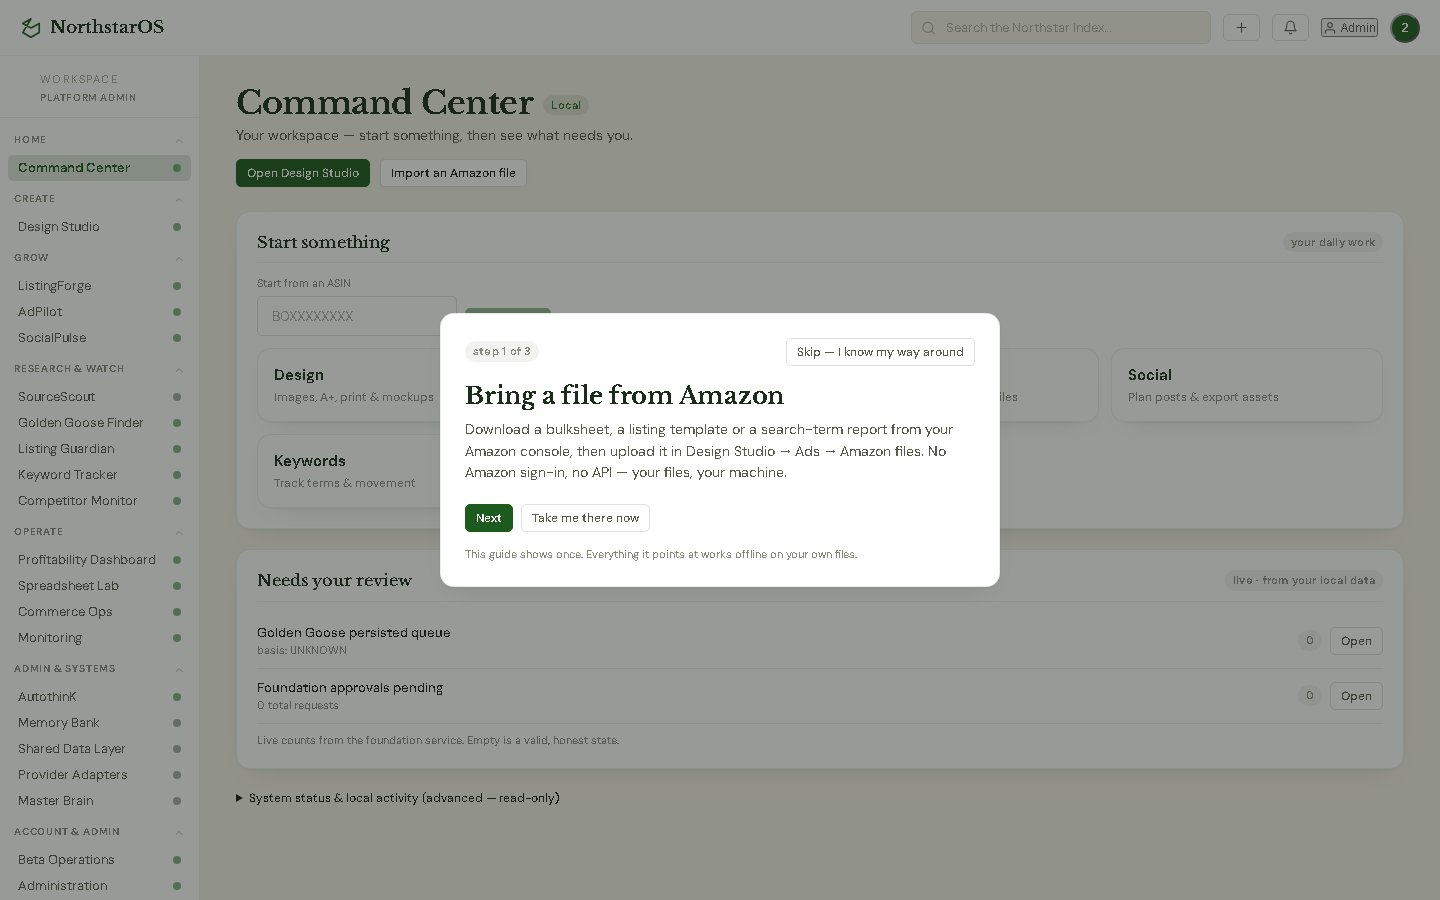 NorthstarOS
Search the Northstar Index...
Admin
2
WORKSPACE
PLATFORM ADMIN
HOME
Command Center
CREATE
Design Studio
GROW
ListingForge
AdPilot
SocialPulse
RESEARCH & WATCH
SourceScout
Golden Goose Finder
Listing Guardian
Keyword Tracker
Competitor Monitor
OPERATE
Profitability Dashboard
Spreadsheet Lab
Commerce Ops
Monitoring
ADMIN & SYSTEMS
AutothinK
Memory Bank
Shared Data Layer
Provider Adapters
Master Brain
ACCOUNT & ADMIN
Beta Operations
Administration
Command Center Local
Your workspace — start something, then see what needs you.
Open Design Studio Import an Amazon file
Start something your daily work
Start from an ASIN
B0XXXXXXXX
Design
Images, A+, print & mockups
Social
Plan posts & export assets
Keywords
Track terms & movement
step 1 of 3 Skip — I know my way around
Bring a file from Amazon
Download a bulksheet, a listing template or a search-term report from your
Amazon console, then upload it in Design Studio → Ads → Amazon files. No
Amazon sign-in, no API — your files, your machine.
Next Take me there now
This guide shows once. Everything it points at works offline on your own files.
Needs your review live · from your local data
Golden Goose persisted queue
basis: UNKNOWN
0 Open
Foundation approvals pending
0 total requests
0 Open
Live counts from the foundation service. Empty is a valid, honest state.
System status & local activity (advanced — read-only)